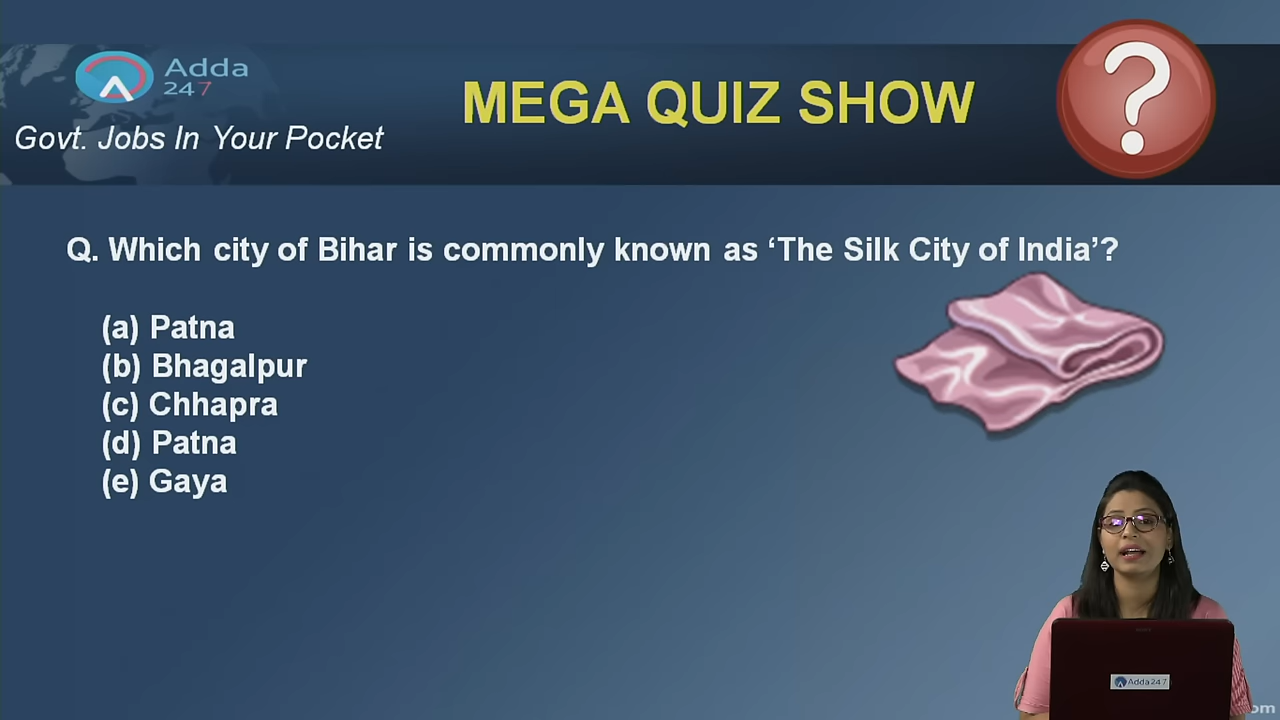 Adda
247
Govt. Jobs In Your Pocket
MEGA QUIZ SHOW
?
Q. Which city of Bihar is commonly known as ‘The Silk City of India’?
(a) Patna
(b) Bhagalpur
(c) Chhapra
(d) Patna
(e) Gaya
Adda247
om